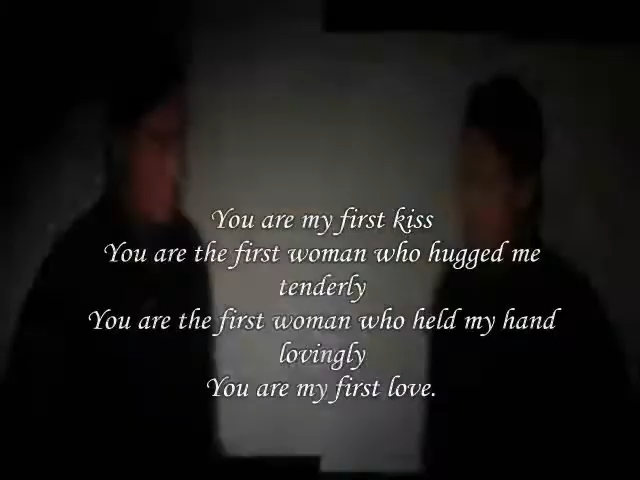 You are my first kiss
You are the first woman who hugged me
tenderly
You are the first woman who held my hand
lovingly
You are my first love.